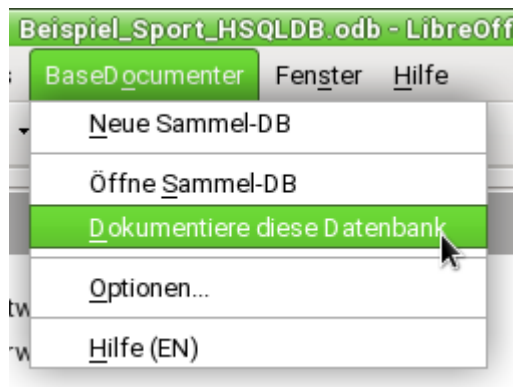 Beispiel_Sport_HSQLDB.odb - LibreOff
BaseDocumenter Fenster Hilfe
Neue Sammel-DB
Öffne Sammel-DB
Dokumentiere diese Datenbank
Optionen...
Hilfe (EN)